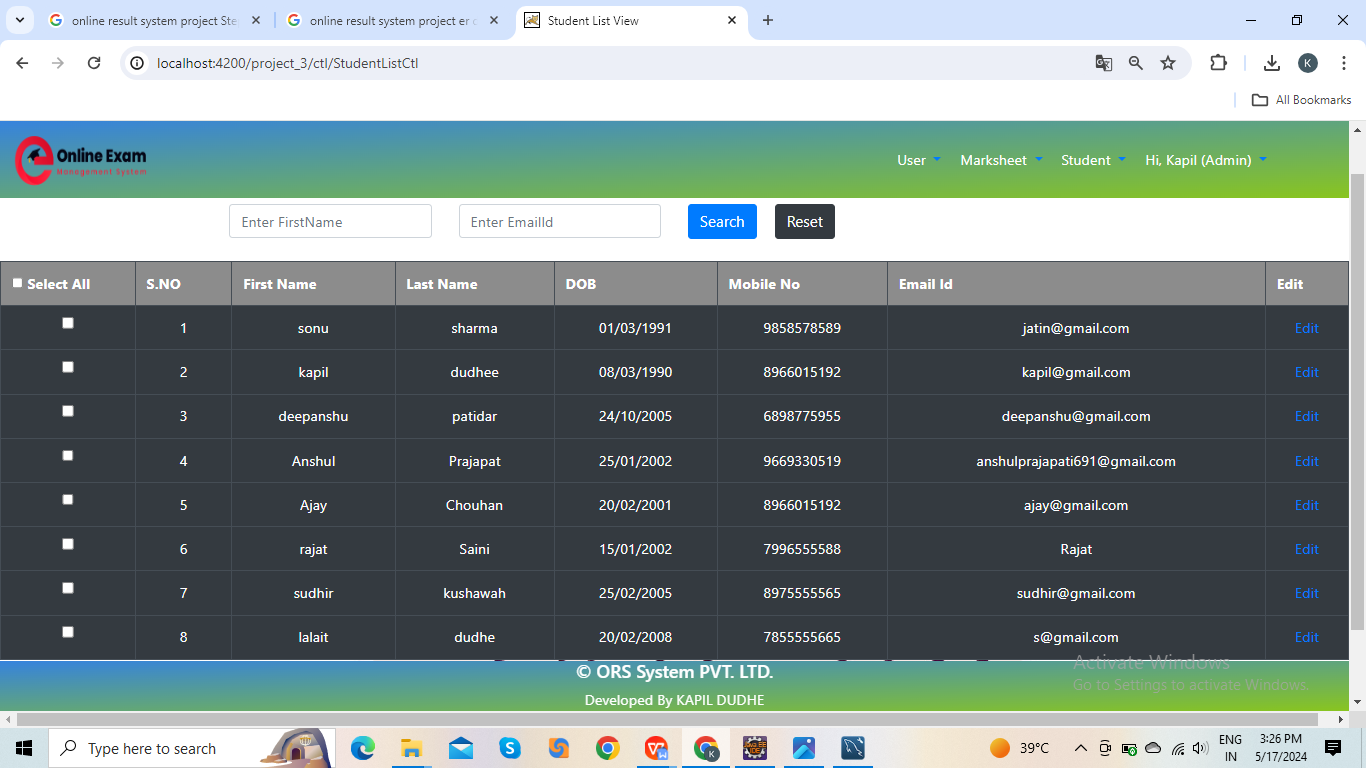 online result system project Ste
online result system project er d
Student List View
localhost:4200/project_3/ctl/StudentListCtl
K
All Bookmarks
Online Exam
Management System
User
Marksheet
Student
Hi, Kapil (Admin)
Enter FirstName
Enter EmailId
Search
Reset
Select All S.NO First Name Last Name DOB Mobile No Email Id Edit
1 sonu sharma 01/03/1991 9858578589 jatin@gmail.com Edit
2 kapil dudhee 08/03/1990 8966015192 kapil@gmail.com Edit
3 deepanshu patidar 24/10/2005 6898775955 deepanshu@gmail.com Edit
4 Anshul Prajapat 25/01/2002 9669330519 anshulprajapati691@gmail.com Edit
5 Ajay Chouhan 20/02/2001 8966015192 ajay@gmail.com Edit
6 rajat Saini 15/01/2002 7996555588 Rajat Edit
7 sudhir kushawah 25/02/2005 8975555565 sudhir@gmail.com Edit
8 lalait dudhe 20/02/2008 7855555665 s@gmail.com Edit
© ORS System PVT. LTD.
Developed By KAPIL DUDHE
Activate Windows
Go to Settings to activate Windows.
Type here to search
39°C
ENG
IN
3:26 PM
5/17/2024